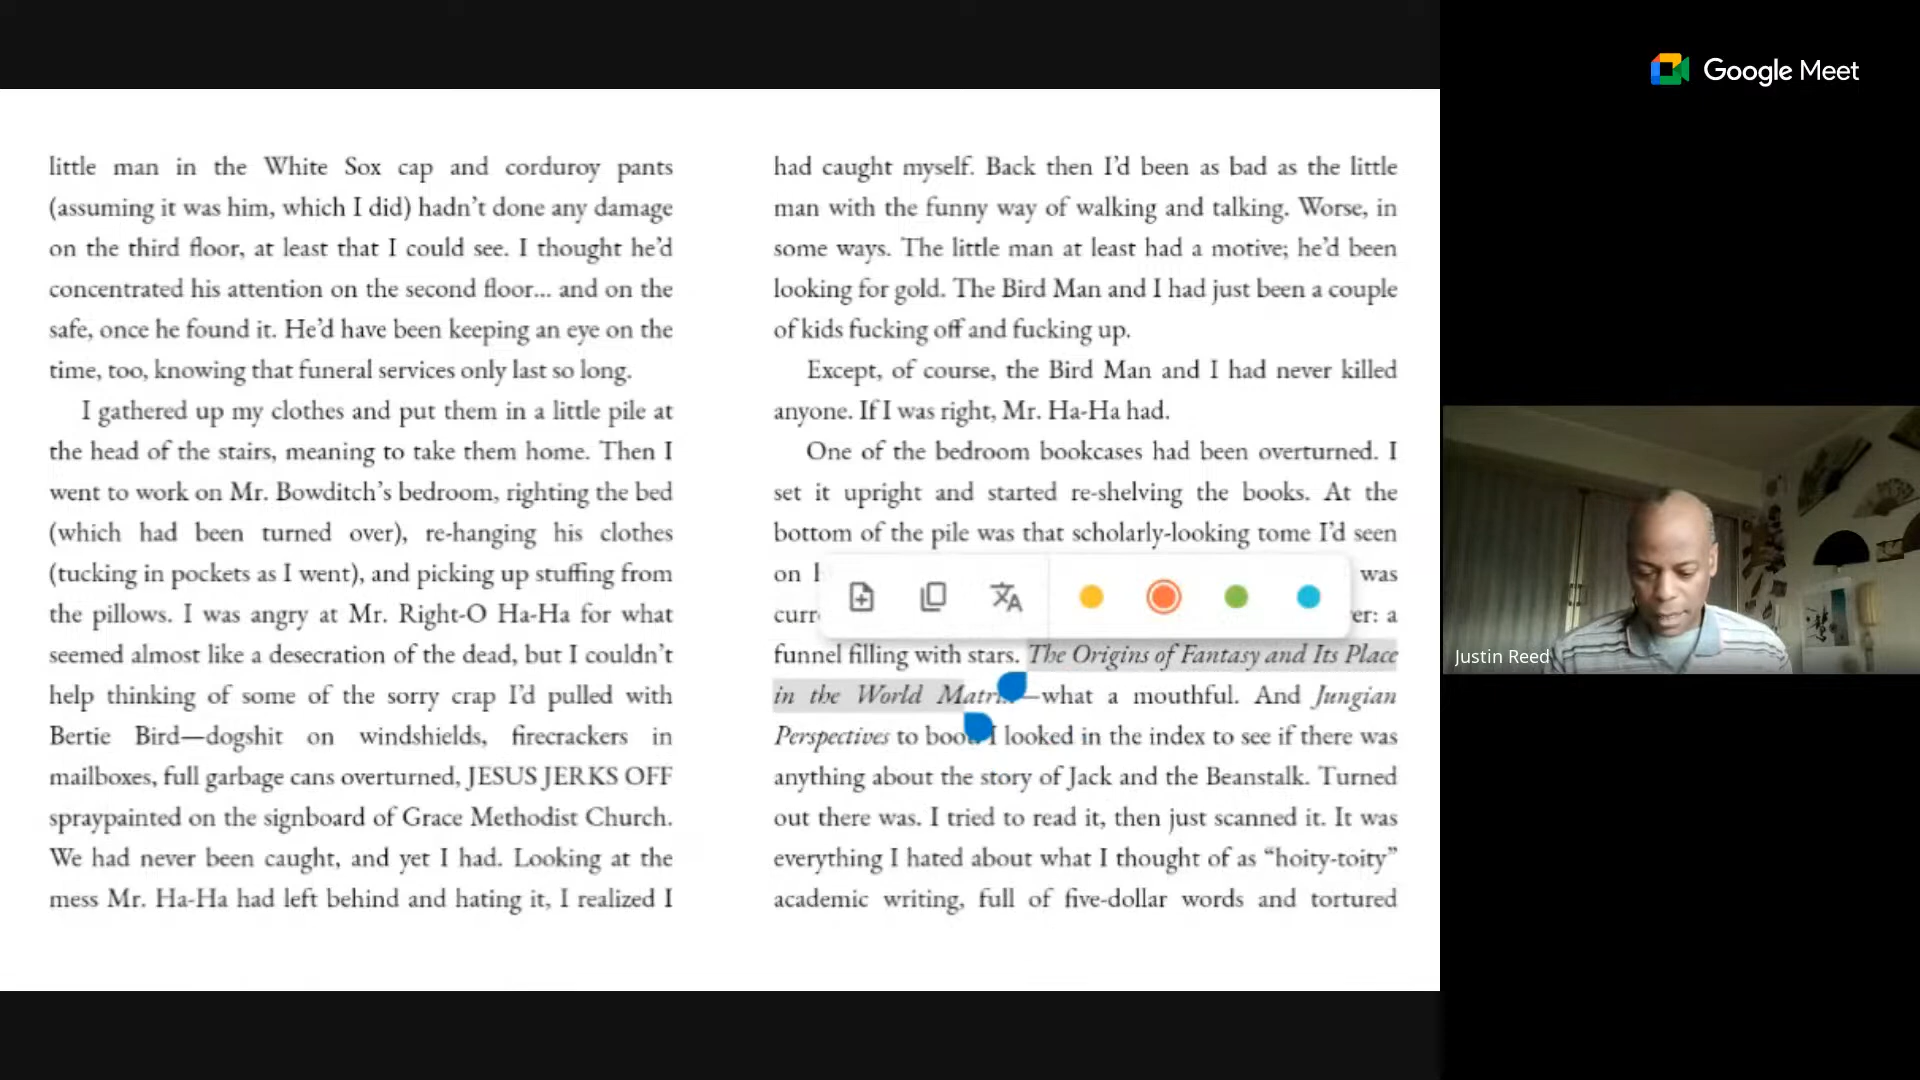 Google Meet
little man in the White Sox cap and corduroy pants
(assuming it was him, which I did) hadn't done any damage
on the third floor, at least that I could see. I thought he'd
concentrated his attention on the second floor... and on the
safe, once he found it. He'd have been keeping an eye on the
time, too, knowing that funeral services only last so long.
I gathered up my clothes and put them in a little pile at
the head of the stairs, meaning to take them home. Then I
went to work on Mr. Bowditch's bedroom, righting the bed
(which had been turned over), re-hanging his clothes
(tucking in pockets as I went), and picking up stuffing from
the pillows. I was angry at Mr. Right-O Ha-Ha for what
seemed almost like a desecration of the dead, but I couldn't
help thinking of some of the sorry crap I'd pulled with
Bertie Bird—dogshit on windshields, firecrackers in
mailboxes, full garbage cans overturned, JESUS JERKS OFF
spraypainted on the signboard of Grace Methodist Church.
We had never been caught, and yet I had. Looking at the
mess Mr. Ha-Ha had left behind and hating it, I realized I
had caught myself. Back then I'd been as bad as the little
man with the funny way of walking and talking. Worse, in
some ways. The little man at least had a motive; he'd been
looking for gold. The Bird Man and I had just been a couple
of kids fucking off and fucking up.
Except, of course, the Bird Man and I had never killed
anyone. If I was right, Mr. Ha-Ha had.
One of the bedroom bookcases had been overturned. I
set it upright and started re-shelving the books. At the
bottom of the pile was that scholarly-looking tome I'd seen
on was
a
funnel filling with stars. The Origins of Fantasy and Its Place
in the World —what a mouthful. And Jungian
Perspectives to I looked in the index to see if there was
anything about the story of Jack and the Beanstalk. Turned
out there was. I tried to read it, then just scanned it. It was
everything I hated about what I thought of as “hoity-toity”
academic writing, full of five-dollar words and tortured
Justin Reed